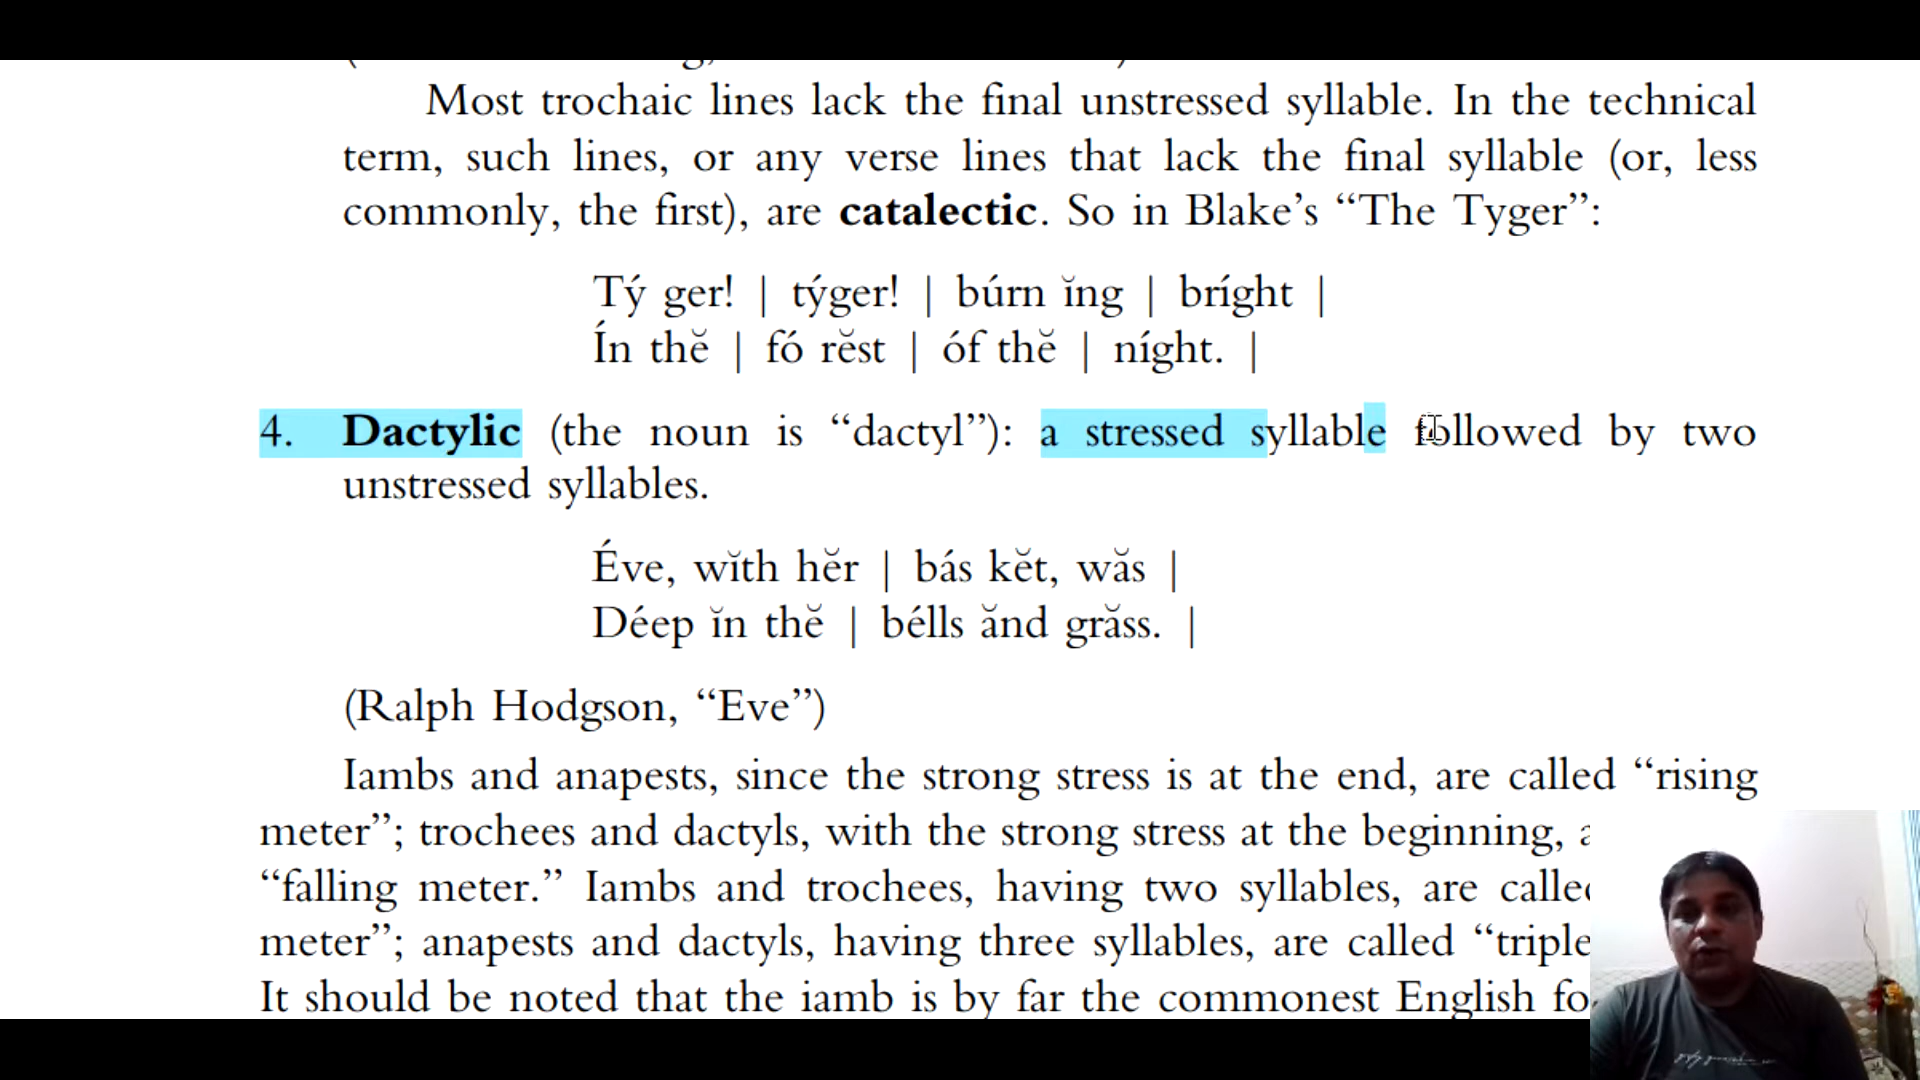 Most trochaic lines lack the final unstressed syllable. In the technical
term, such lines, or any verse lines that lack the final syllable (or, less
commonly, the first), are catalectic. So in Blake’s “The Tyger”:
Tý ger! | týger! | búrn ĭng | bríght |
Ín thĕ | fó rĕst | óf thĕ | níght. |
4. Dactylic (the noun is “dactyl”): a stressed syllable followed by two
unstressed syllables.
Éve, wĭth hĕr | bás kĕt, wăs |
Déep ĭn thĕ | bélls ănd grăss. |
(Ralph Hodgson, “Eve”)
Iambs and anapests, since the strong stress is at the end, are called “rising
meter”; trochees and dactyls, with the strong stress at the beginning,
“falling meter.” Iambs and trochees, having two syllables, are
meter”; anapests and dactyls, having three syllables, are called “triple
It should be noted that the iamb is by far the commonest English